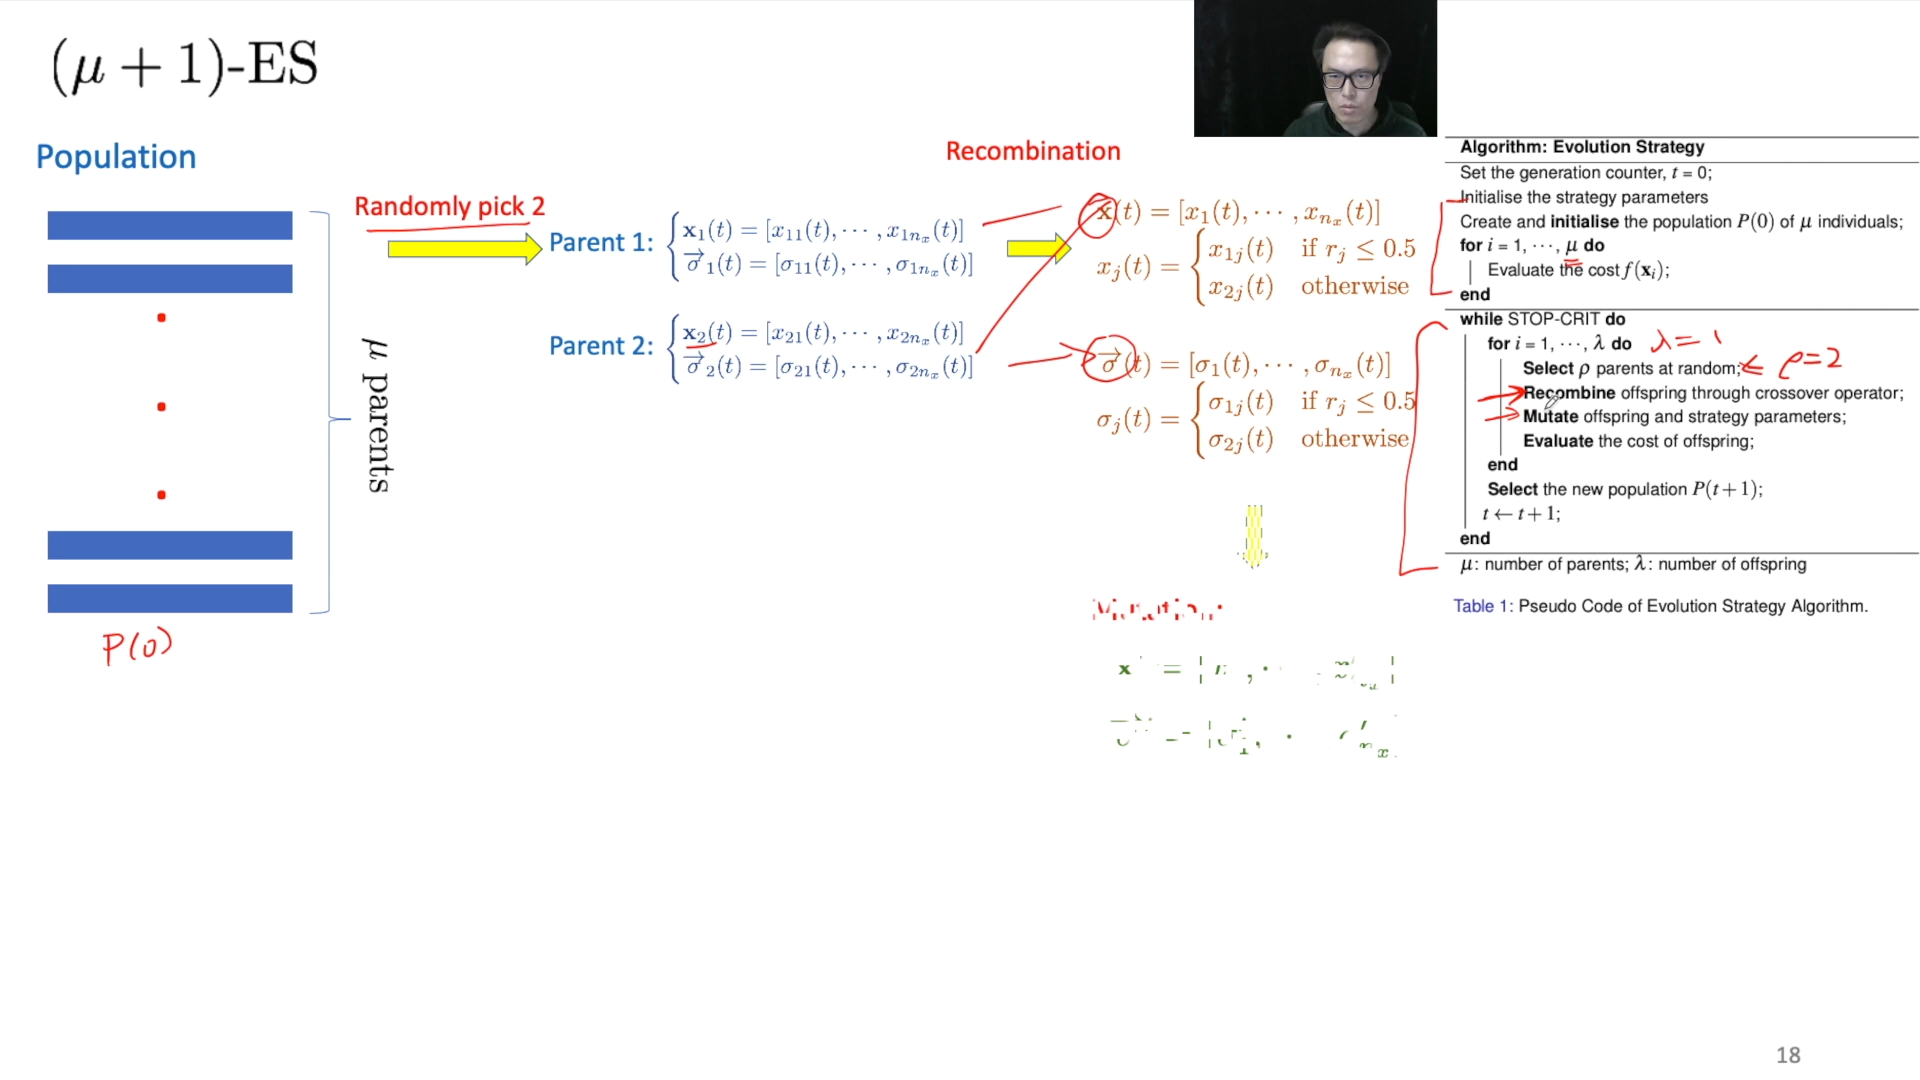 (μ + 1)-ES
Population
Randomly pick 2
μ parents
P(0)
Parent 1: { x₁(t) = [x₁₁(t), ⋯ , x₁ₙₓ(t)]
σ⃗₁(t) = [σ₁₁(t), ⋯ , σ₁ₙₓ(t)]
Parent 2: { x₂(t) = [x₂₁(t), ⋯ , x₂ₙₓ(t)]
σ⃗₂(t) = [σ₂₁(t), ⋯ , σ₂ₙₓ(t)]
Recombination
x(t) = [x₁(t), ⋯ , xₙₓ(t)]
xⱼ(t) = { x₁ⱼ(t) if rⱼ ≤ 0.5
x₂ⱼ(t) otherwise
σ⃗(t) = [σ₁(t), ⋯ , σₙₓ(t)]
σⱼ(t) = { σ₁ⱼ(t) if rⱼ ≤ 0.5
σ₂ⱼ(t) otherwise
Algorithm: Evolution Strategy
Set the generation counter, t = 0;
Initialise the strategy parameters
Create and initialise the population P(0) of μ individuals;
for i = 1, ⋯, μ do
Evaluate the cost f(xᵢ);
end
while STOP-CRIT do
for i = 1, ⋯, λ do λ=1
Select ρ parents at random; ρ=2
Recombine offspring through crossover operator;
Mutate offspring and strategy parameters;
Evaluate the cost of offspring;
end
Select the new population P(t+1);
t ← t+1;
end
μ: number of parents; λ: number of offspring
Table 1: Pseudo Code of Evolution Strategy Algorithm.
18